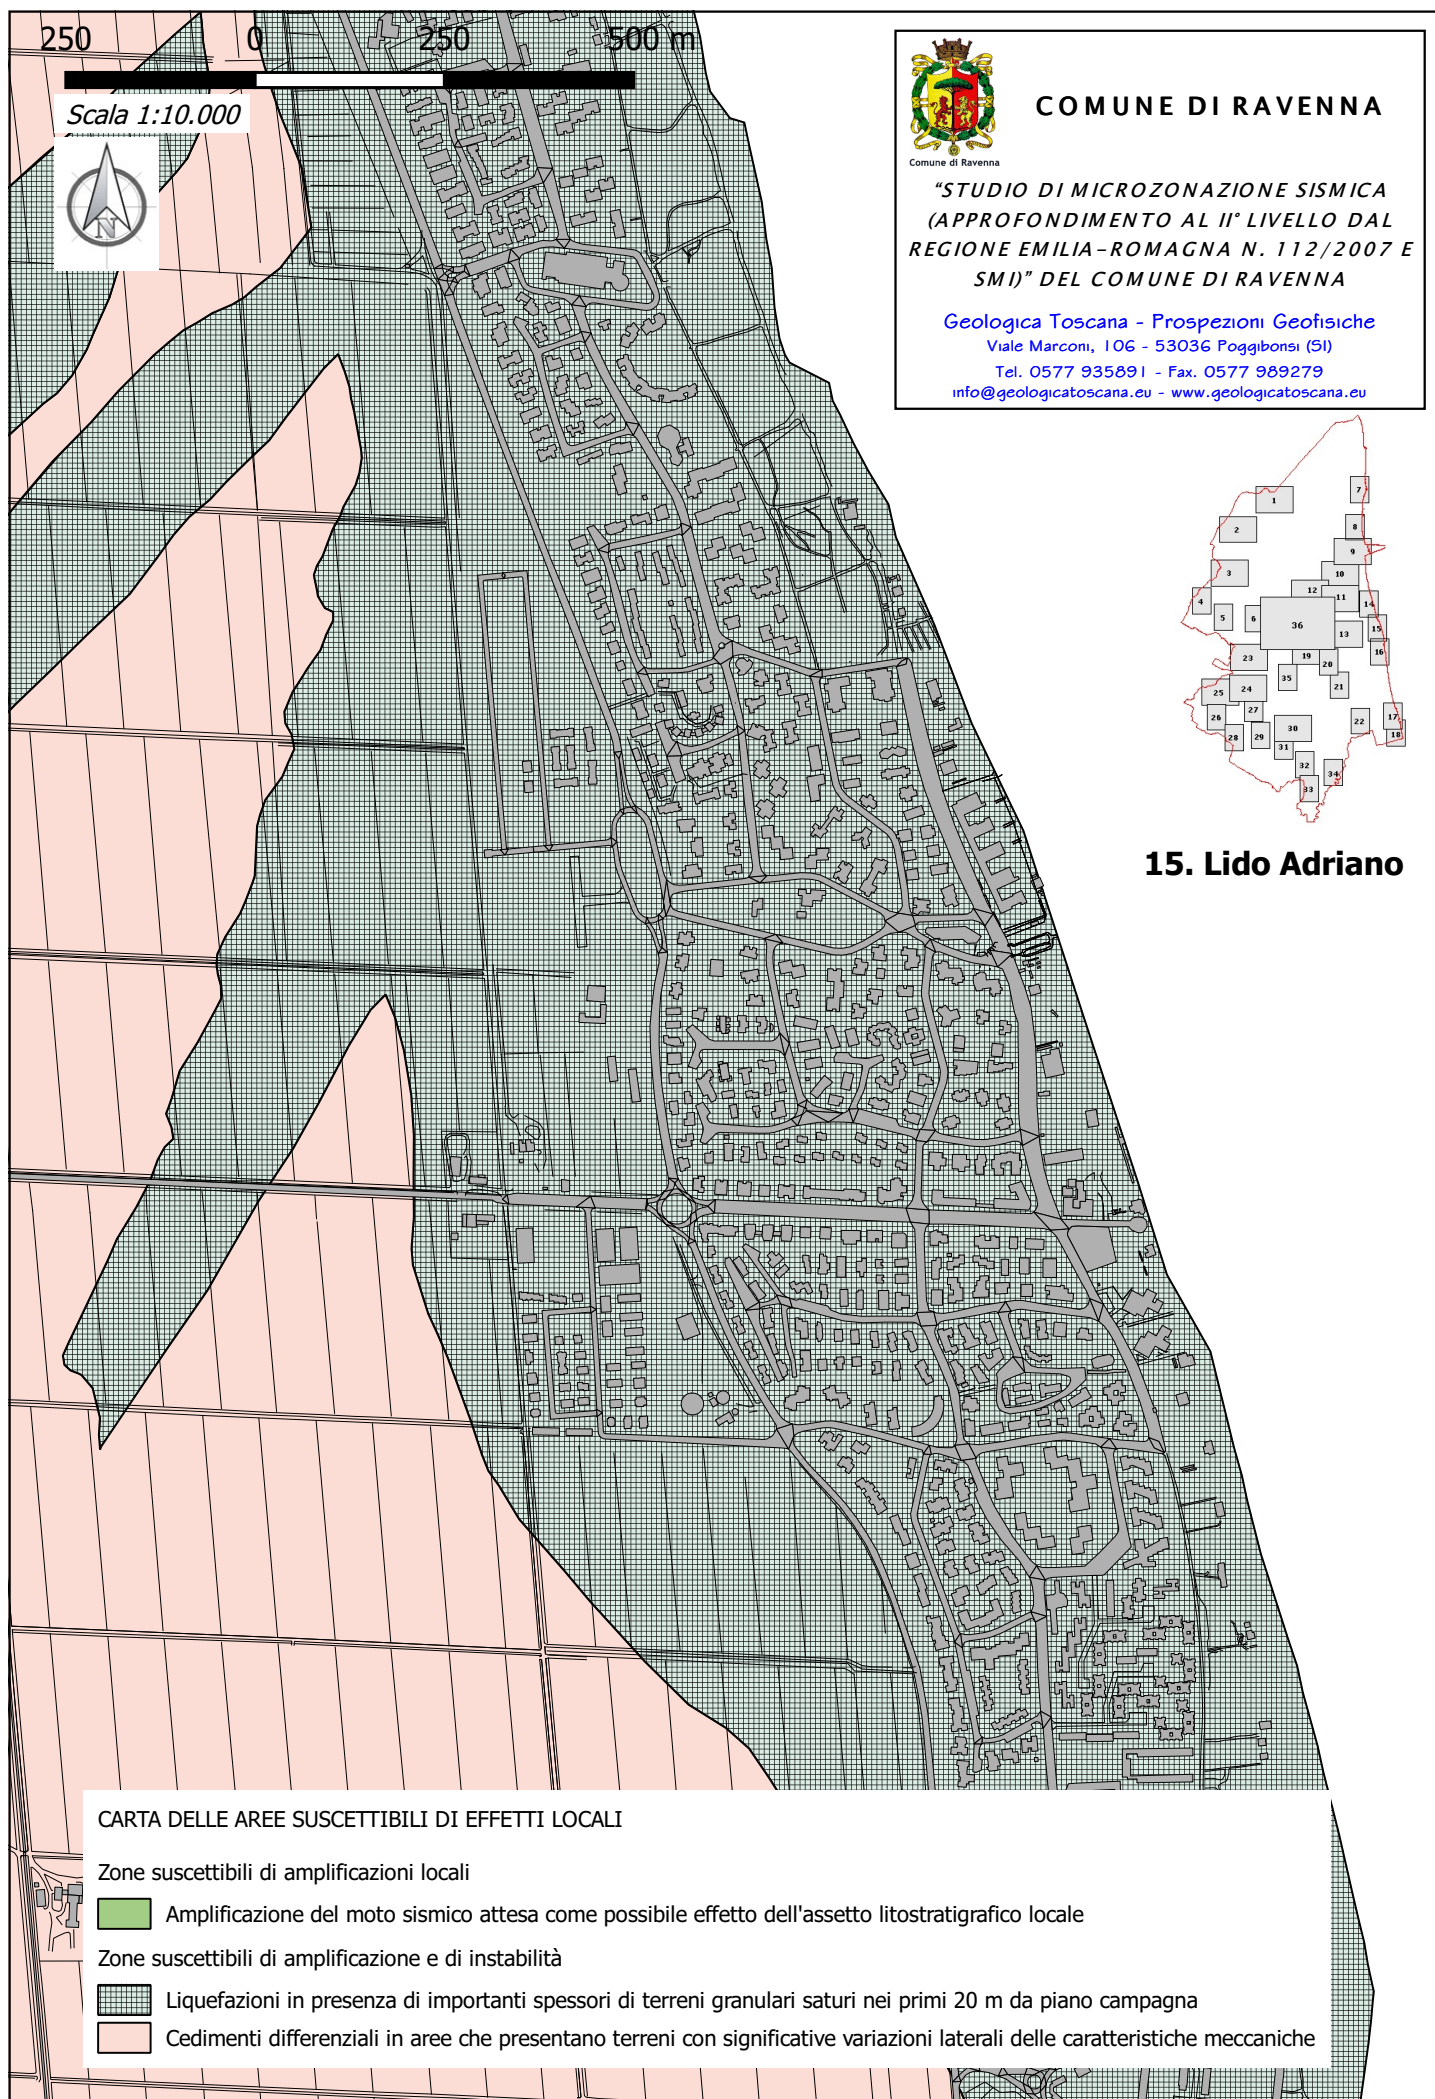 250 0 250 500 m
Scala 1:10.000
N
Comune di Ravenna
COMUNE DI RAVENNA
"STUDIO DI MICROZONAZIONE SISMICA
(APPROFONDIMENTO AL II° LIVELLO DAL
REGIONE EMILIA-ROMAGNA N. 112/2007 E
SMI)" DEL COMUNE DI RAVENNA
Geologica Toscana - Prospezioni Geofisiche
Viale Marconi, 106 - 53036 Poggibonsi (SI)
Tel. 0577 935891 - Fax. 0577 989279
info@geologicatoscana.eu - www.geologicatoscana.eu
1
7
2
8
9
3
10
12
11
4
14
5
6
36
15
13
16
23
19
20
35
21
25
24
27
26
22
17
28
29
30
18
31
32
34
33
15. Lido Adriano
CARTA DELLE AREE SUSCETTIBILI DI EFFETTI LOCALI
Zone suscettibili di amplificazioni locali
Amplificazione del moto sismico attesa come possibile effetto dell'assetto litostratigrafico locale
Zone suscettibili di amplificazione e di instabilità
Liquefazioni in presenza di importanti spessori di terreni granulari saturi nei primi 20 m da piano campagna
Cedimenti differenziali in aree che presentano terreni con significative variazioni laterali delle caratteristiche meccaniche